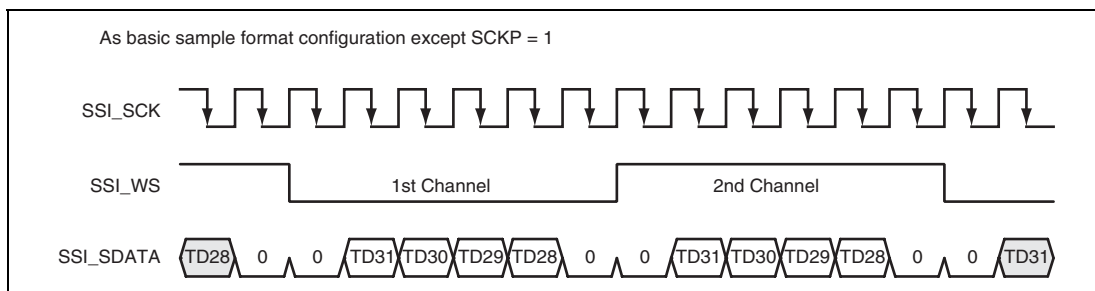 As basic sample format configuration except SCKP = 1
SSI_SCK
SSI_WS 1st Channel 2nd Channel
SSI_SDATA TD28 0 0 TD31 TD30 TD29 TD28 0 0 TD31 TD30 TD29 TD28 0 0 TD31